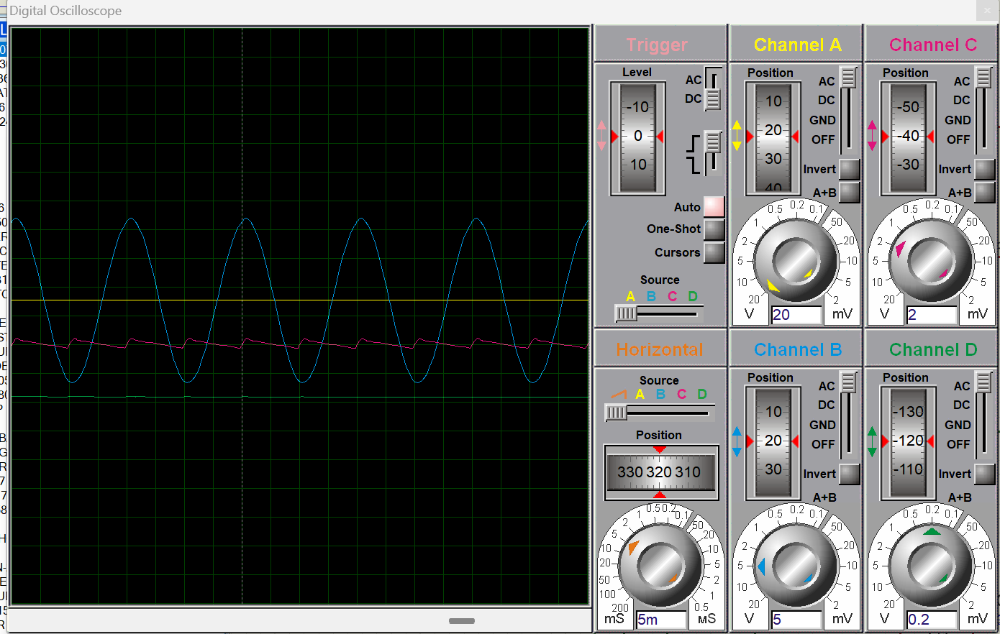 Digital Oscilloscope
Trigger
Level
-10
0
10
AC
DC
Auto
One-Shot
Cursors
Source
A B C D
Channel A
Position
10
20
30
40
AC
DC
GND
OFF
Invert
A+B
0.5 0.2 0.1
1 50
2 20
5 10
10 5
20 2
V 20 mV
Channel C
Position
-50
-40
-30
AC
DC
GND
OFF
Invert
A+B
0.5 0.2 0.1
1 50
2 20
5 10
10 5
20 2
V 2 mV
Horizontal
Source
A B C D
Position
330 320 310
0.5 0.2 0.1
1 50
2 20
5 10
10 5
20 2
50 1
100 0.5
200
mS 5m мS
Channel B
Position
10
20
30
AC
DC
GND
OFF
Invert
A+B
0.5 0.2 0.1
1 50
2 20
5 10
10 5
20 2
V 5 mV
Channel D
Position
-130
-120
-110
AC
DC
GND
OFF
Invert
A+B
0.5 0.2 0.1
1 50
2 20
5 10
10 5
20 2
V 0.2 mV